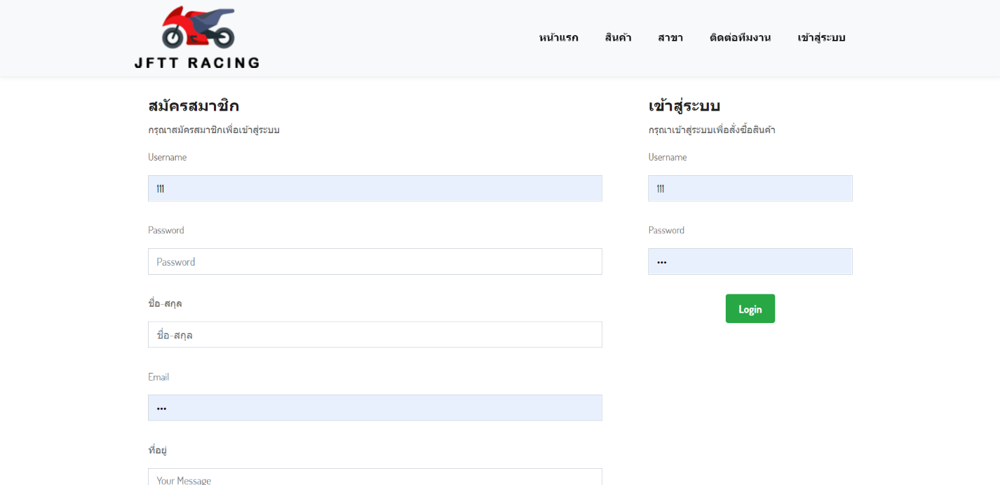 JFTT RACING
หน้าแรก สินค้า สาขา ติดต่อทีมงาน เข้าสู่ระบบ
สมัครสมาชิก
กรุณาสมัครสมาชิกเพื่อเข้าสู่ระบบ
Username
111
Password
Password
ชื่อ-สกุล
ชื่อ-สกุล
Email
•••
ที่อยู่
Your Message
เข้าสู่ระบบ
กรุณาเข้าสู่ระบบเพื่อสั่งซื้อสินค้า
Username
111
Password
•••
Login